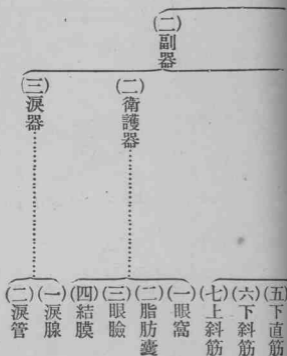 (二)副器
(二)衛護器
(三)淚器
(五)下直筋
(六)下斜筋
(七)上斜筋
(一)眼窩
(二)脂肪囊
(三)眼瞼
(四)結膜
(一)淚腺
(二)淚管